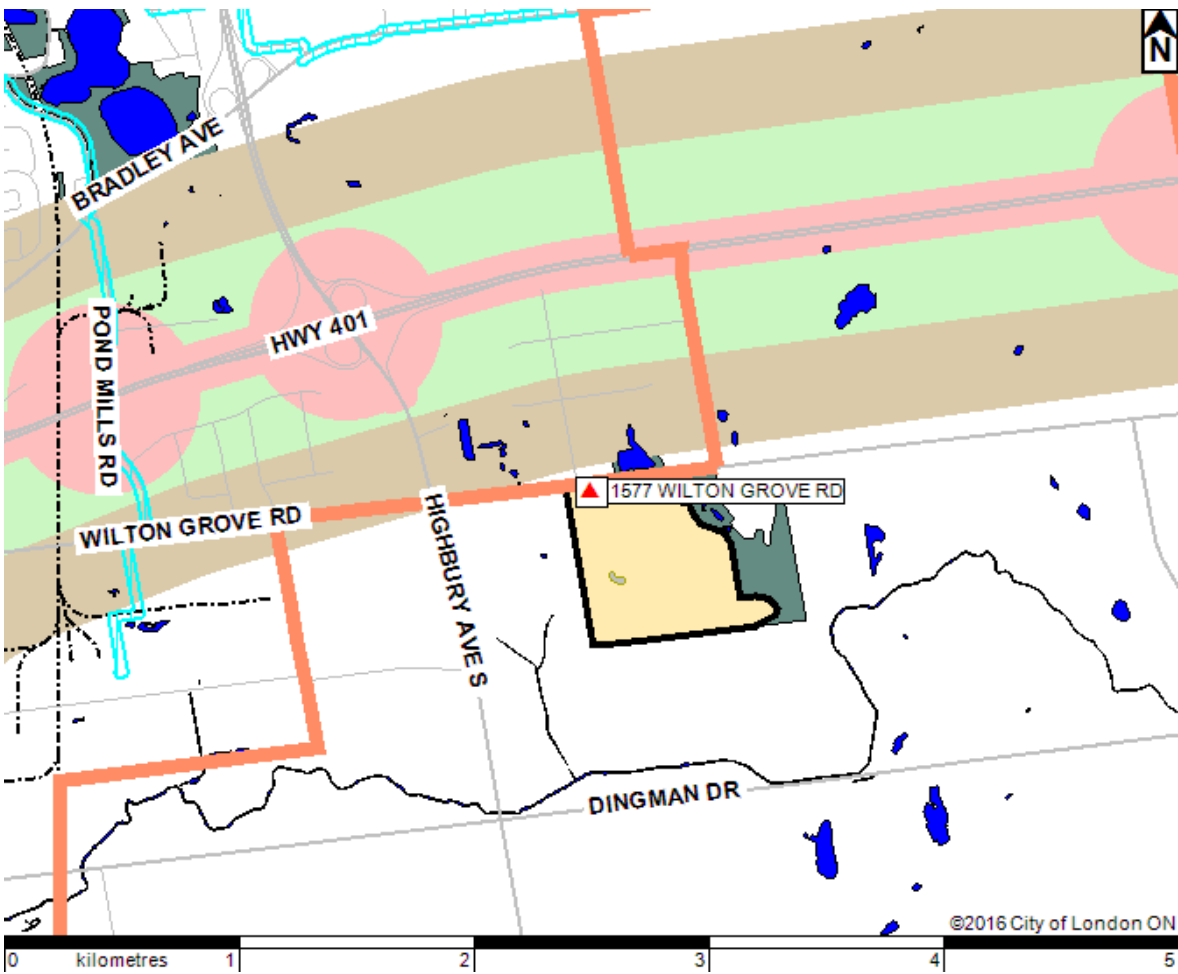 N
BRADLEY AVE
HWY 401
POND MILLS RD
1577 WILTON GROVE RD
WILTON GROVE RD
HIGHBURY AVE S
DINGMAN DR
©2016 City of London ON
0 kilometres 1 2 3 4 5